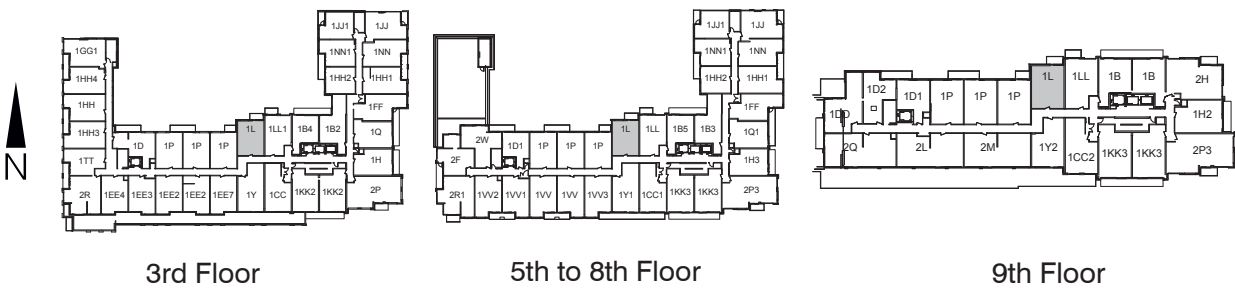 N
1GG1
1HH4
1HH
1HH3
1TT
1JJ1 1JJ
1NN1 1NN
1HH2 1HH1
1FF
1Q
1H
1D 1P 1P 1P 1L 1LL1 1B4 1B2
2R 1EE4 1EE3 1EE2 1EE2 1EE7 1Y 1CC 1KK2 1KK2 2P
3rd Floor
1JJ1 1JJ
1NN1 1NN
1HH2 1HH1
1FF
1Q1
1H3
2W
2F
1D1 1P 1P 1P 1L 1LL 1B5 1B3
2R1 1VV2 1VV1 1VV 1VV 1VV3 1Y1 1CC1 1KK3 1KK3 2P3
5th to 8th Floor
1D2 1D1 1P 1P 1P 1L 1LL 1B 1B 2H
1DD
1H2
2Q 2L 2M 1Y2 1CC2 1KK3 1KK3 2P3
9th Floor